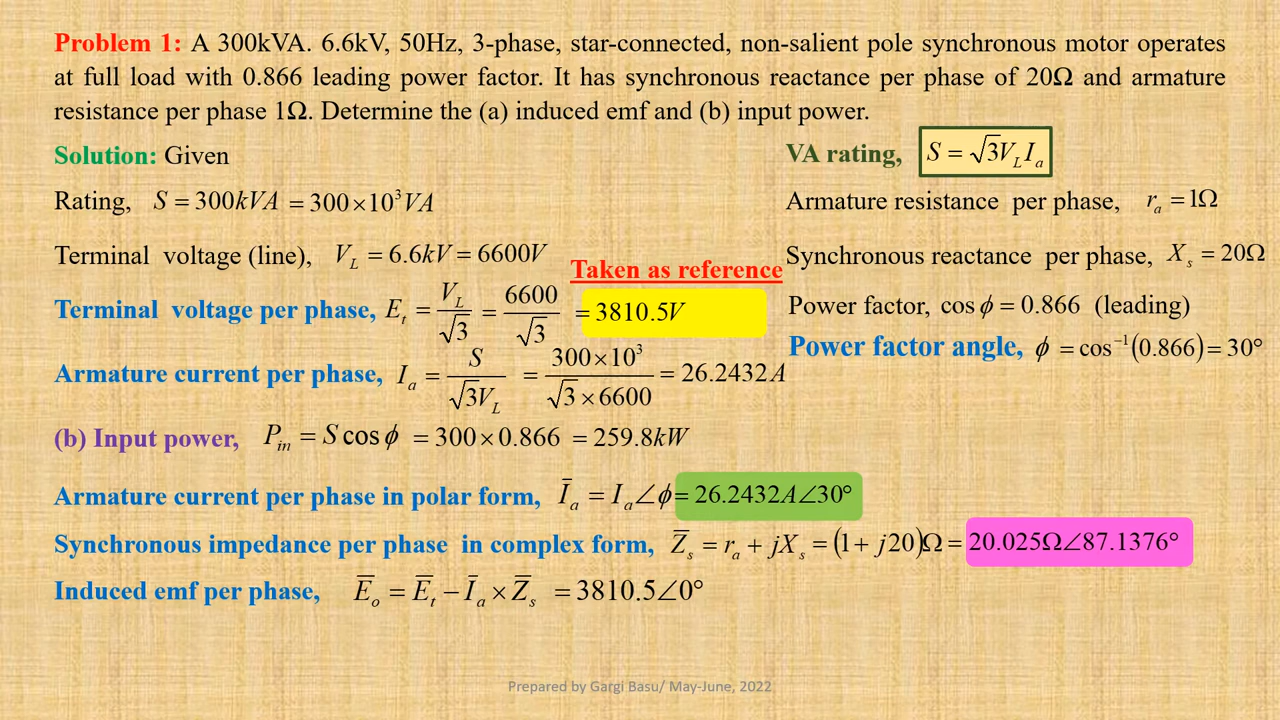 Problem 1: A 300kVA. 6.6kV, 50Hz, 3-phase, star-connected, non-salient pole synchronous motor operates
at full load with 0.866 leading power factor. It has synchronous reactance per phase of 20Ω and armature
resistance per phase 1Ω. Determine the (a) induced emf and (b) input power.
Solution: Given
VA rating, S = √3V_L I_a
Rating, S = 300kVA = 300×10³VA
Armature resistance per phase, r_a = 1Ω
Terminal voltage (line), V_L = 6.6kV = 6600V
Synchronous reactance per phase, X_s = 20Ω
Taken as reference
Terminal voltage per phase, E_t = V_L/√3 = 6600/√3 = 3810.5V
Power factor, cos ϕ = 0.866 (leading)
Power factor angle, ϕ = cos⁻¹(0.866) = 30°
Armature current per phase, I_a = S/√3V_L = 300×10³/√3×6600 = 26.2432A
(b) Input power, P_in = S cos ϕ = 300×0.866 = 259.8kW
Armature current per phase in polar form, Ī_a = I_a∠ϕ = 26.2432A∠30°
Synchronous impedance per phase in complex form, Z̄_s = r_a + jX_s = (1 + j20)Ω = 20.025Ω∠87.1376°
Induced emf per phase, Ē_o = Ē_t − Ī_a × Z̄_s = 3810.5∠0°
Prepared by Gargi Basu/ May-June, 2022